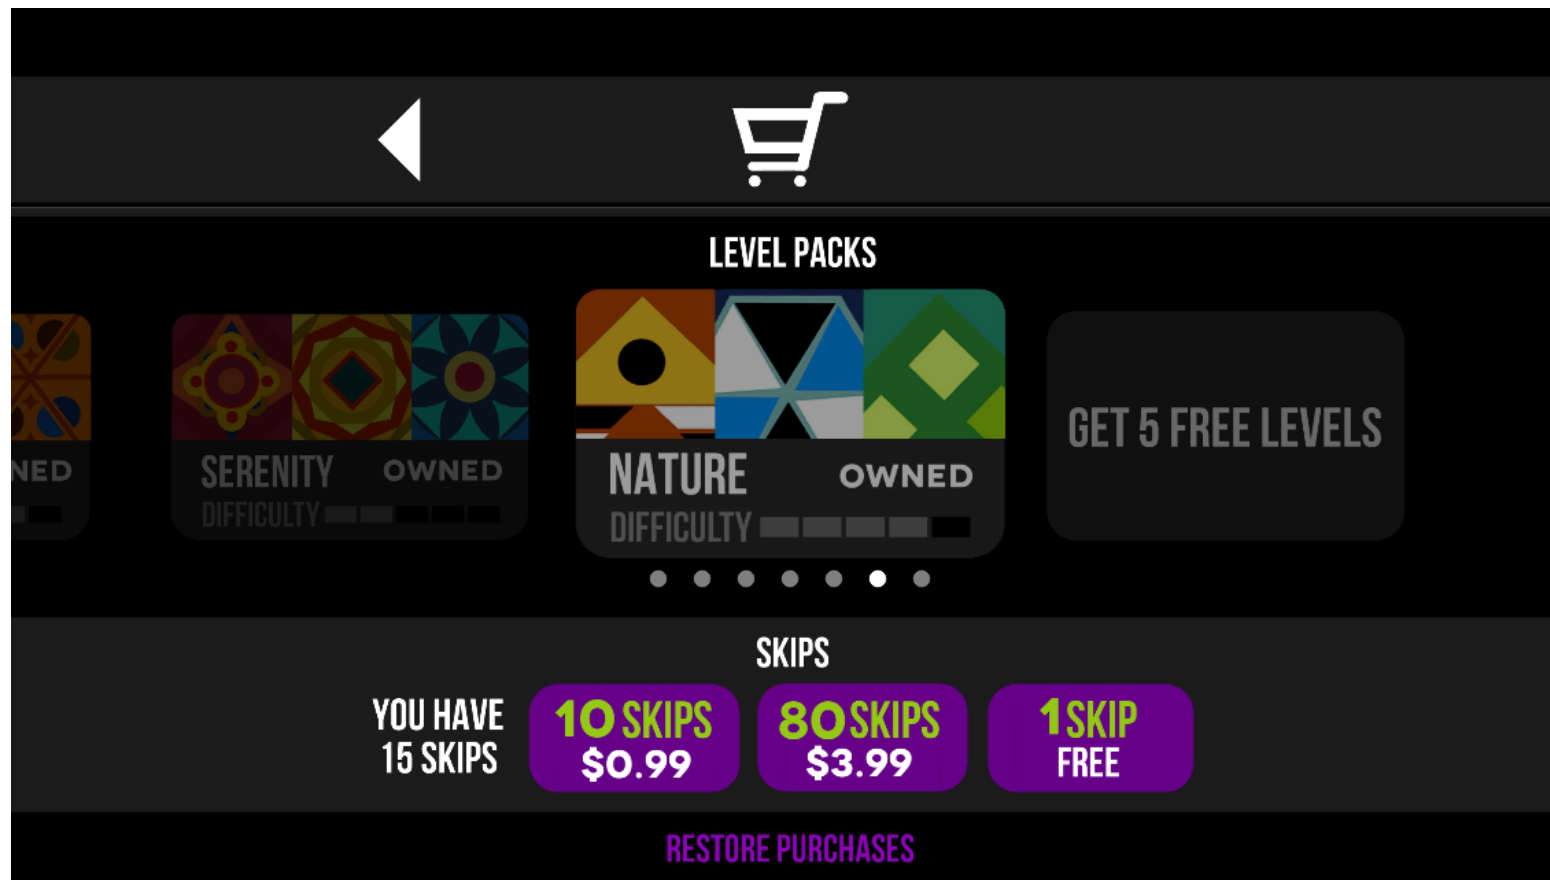 LEVEL PACKS
NED
SERENITY OWNED
DIFFICULTY
NATURE OWNED
DIFFICULTY
GET 5 FREE LEVELS
SKIPS
YOU HAVE
15 SKIPS
10 SKIPS
$0.99
80 SKIPS
$3.99
1 SKIP
FREE
RESTORE PURCHASES